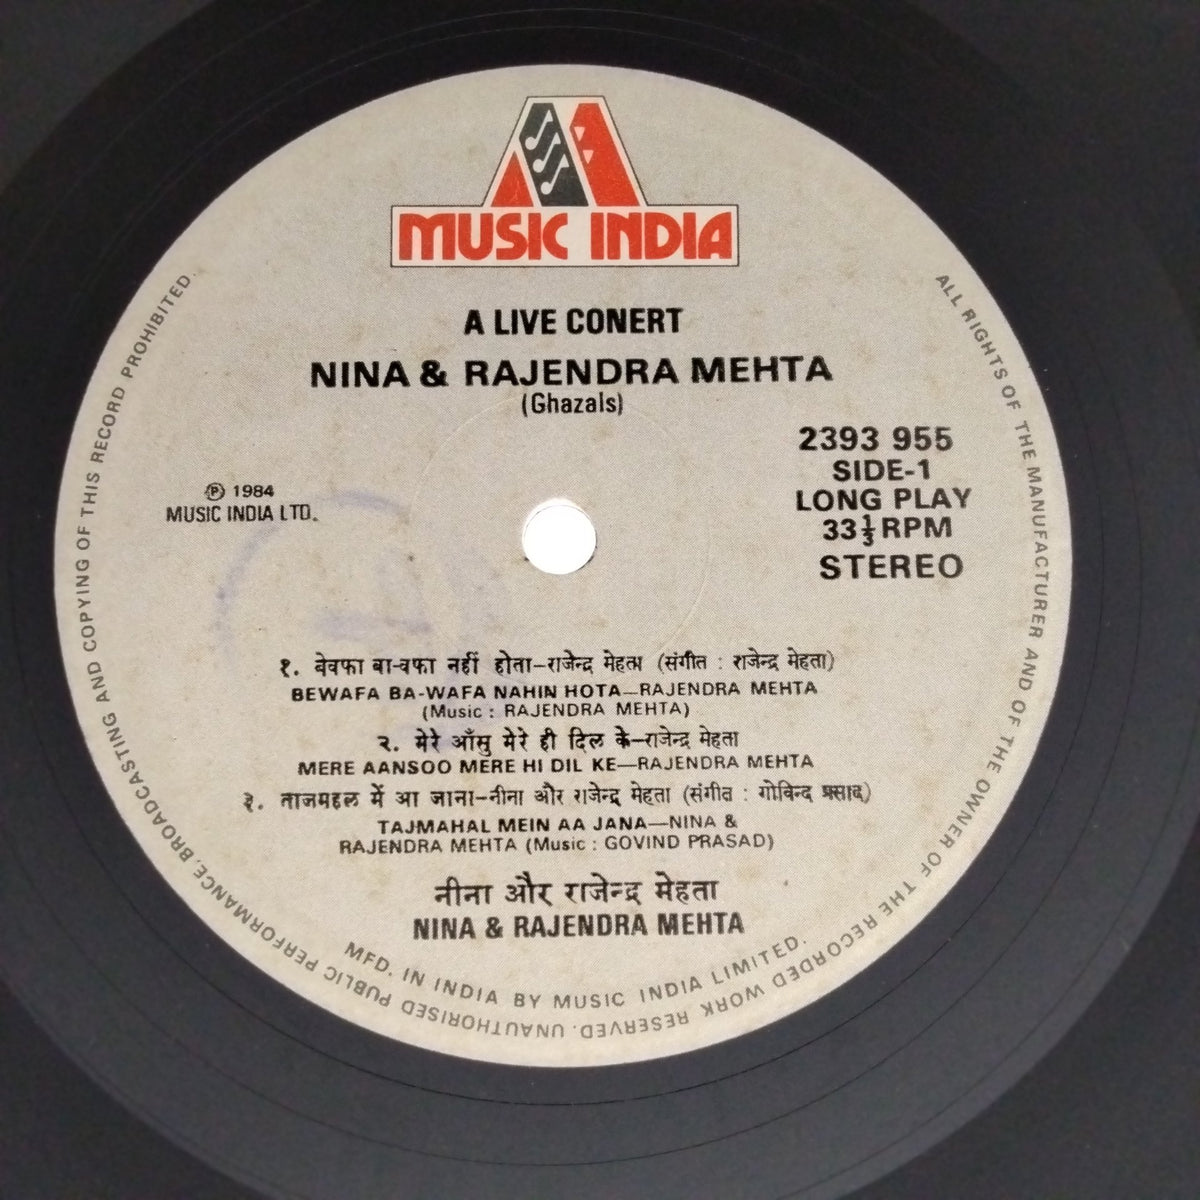 MUSIC INDIA
A LIVE CONERT
NINA & RAJENDRA MEHTA
(Ghazals)
2393 955
SIDE-1
LONG PLAY
33⅓ RPM
STEREO
℗ 1984
MUSIC INDIA LTD.
१. बेवफा बा-वफा नहीं होता–राजेन्द्र मेहता (संगीत : राजेन्द्र मेहता)
BEWAFA BA-WAFA NAHIN HOTA—RAJENDRA MEHTA
(Music : RAJENDRA MEHTA)
२. मेरे आँसु मेरे ही दिल के–राजेन्द्र मेहता
MERE AANSOO MERE HI DIL KE—RAJENDRA MEHTA
३. ताजमहल में आ जाना–नीना और राजेन्द्र मेहता (संगीत : गोविन्द प्रसाद)
TAJMAHAL MEIN AA JANA—NINA &
RAJENDRA MEHTA (Music : GOVIND PRASAD)
नीना और राजेन्द्र मेहता
NINA & RAJENDRA MEHTA
MFD. IN INDIA BY MUSIC INDIA LIMITED.
ALL RIGHTS OF THE MANUFACTURER AND OF THE OWNER OF THE RECORDED WORK RESERVED. UNAUTHORISED PUBLIC PERFORMANCE, BROADCASTING AND COPYING OF THIS RECORD PROHIBITED.